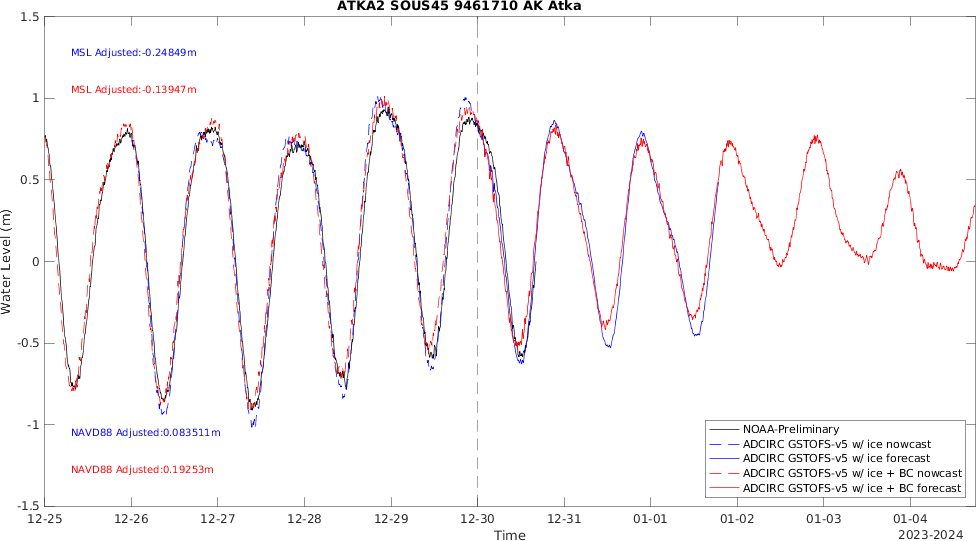 ATKA2 SOUS45 9461710 AK Atka
1.5
1
0.5
0
-0.5
-1
-1.5
Water Level (m)
MSL Adjusted:-0.24849m
MSL Adjusted:-0.13947m
NAVD88 Adjusted:0.083511m
NAVD88 Adjusted:0.19253m
NOAA-Preliminary
ADCIRC GSTOFS-v5 w/ ice nowcast
ADCIRC GSTOFS-v5 w/ ice forecast
ADCIRC GSTOFS-v5 w/ ice + BC nowcast
ADCIRC GSTOFS-v5 w/ ice + BC forecast
12-25 12-26 12-27 12-28 12-29 12-30 12-31 01-01 01-02 01-03 01-04
Time
2023-2024